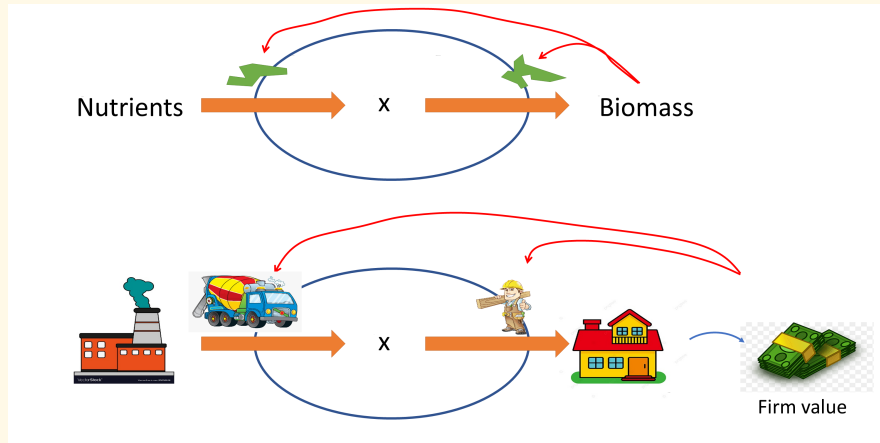 Nutrients
x
Biomass
x
Firm value